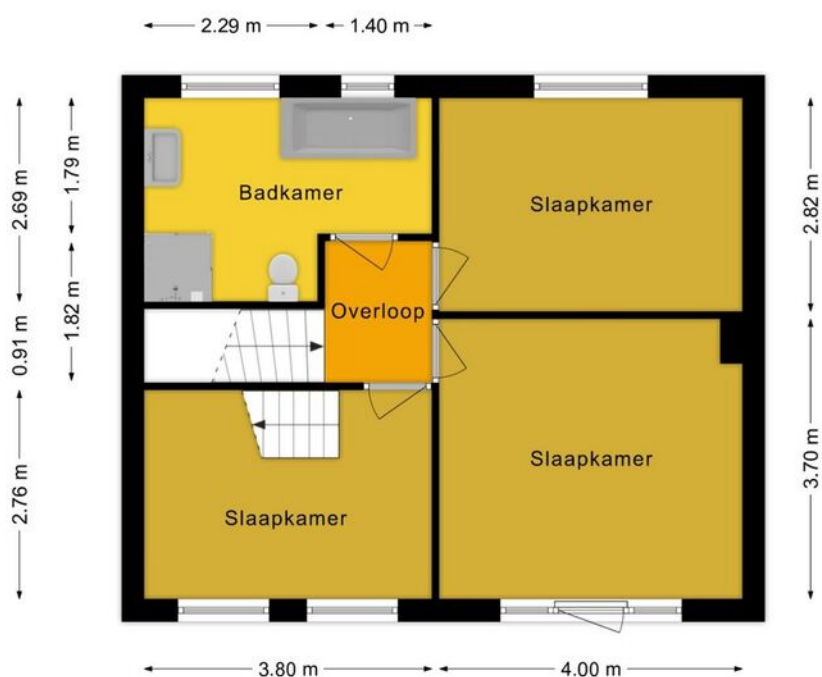 2.29 m
1.40 m
2.69 m
1.79 m
2.82 m
Badkamer
Slaapkamer
0.91 m
1.82 m
Overloop
2.76 m
Slaapkamer
Slaapkamer
3.70 m
3.80 m
4.00 m